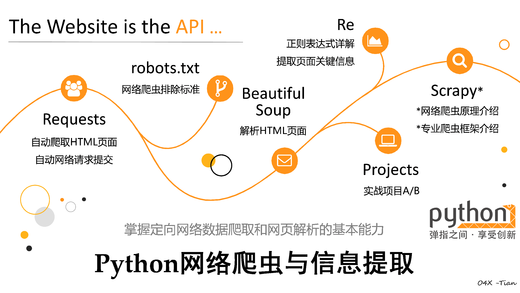 The Website is the API ...
Requests
自动爬取HTML页面
自动网络请求提交
robots.txt
网络爬虫排除标准
Beautiful
Soup
解析HTML页面
Re
正则表达式详解
提取页面关键信息
Projects
实战项目A/B
Scrapy*
*网络爬虫原理介绍
*专业爬虫框架介绍
python
弹指之间·享受创新
掌握定向网络数据爬取和网页解析的基本能力
Python网络爬虫与信息提取
04X -Tian